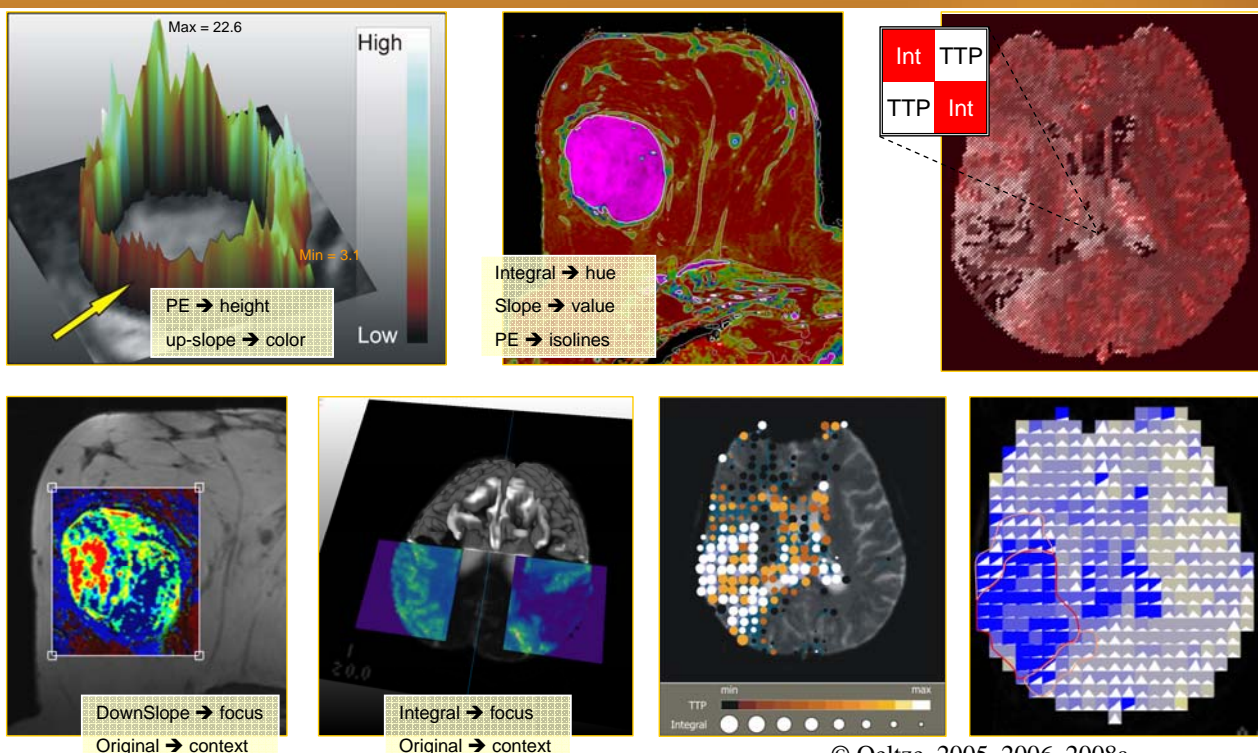 Max = 22.6
High
Min = 3.1
Low
PE ➔ height
up-slope ➔ color
Integral ➔ hue
Slope ➔ value
PE ➔ isolines
Int TTP
TTP Int
DownSlope ➔ focus
Original ➔ context
Integral ➔ focus
Original ➔ context
min max
TTP
Integral